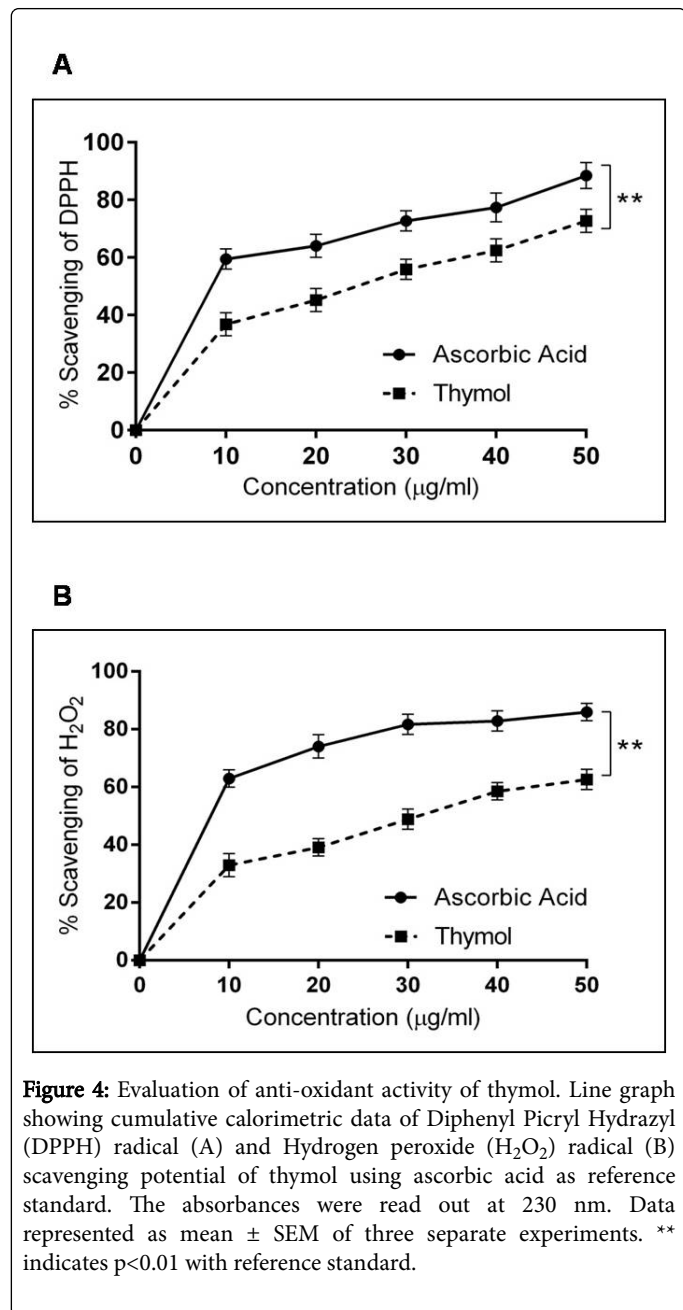 A
100
80
60
40
20
0
% Scavenging of DPPH
**
Ascorbic Acid
Thymol
0 10 20 30 40 50
Concentration (μg/ml)
B
100
80
60
40
20
0
% Scavenging of H₂O₂
**
Ascorbic Acid
Thymol
0 10 20 30 40 50
Concentration (μg/ml)
Figure 4: Evaluation of anti-oxidant activity of thymol. Line graph
showing cumulative calorimetric data of Diphenyl Picryl Hydrazyl
(DPPH) radical (A) and Hydrogen peroxide (H₂O₂) radical (B)
scavenging potential of thymol using ascorbic acid as reference
standard. The absorbances were read out at 230 nm. Data
represented as mean ± SEM of three separate experiments. **
indicates p<0.01 with reference standard.